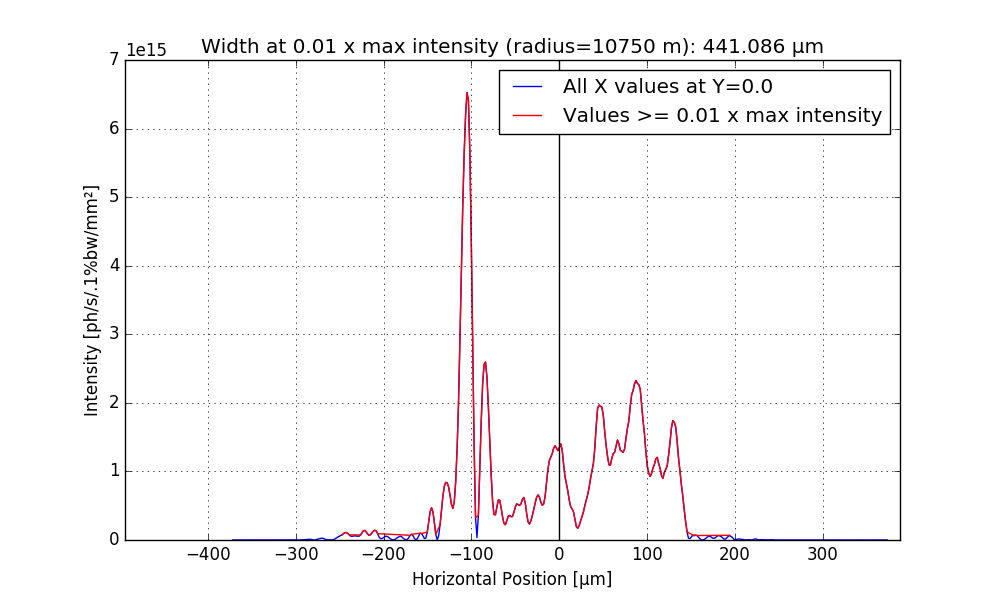 Width at 0.01 x max intensity (radius=10750 m): 441.086 µm
1e15
All X values at Y=0.0
Values >= 0.01 x max intensity
7
6
5
4
3
2
1
0
Intensity [ph/s/.1%bw/mm²]
−400 −300 −200 −100 0 100 200 300
Horizontal Position [µm]